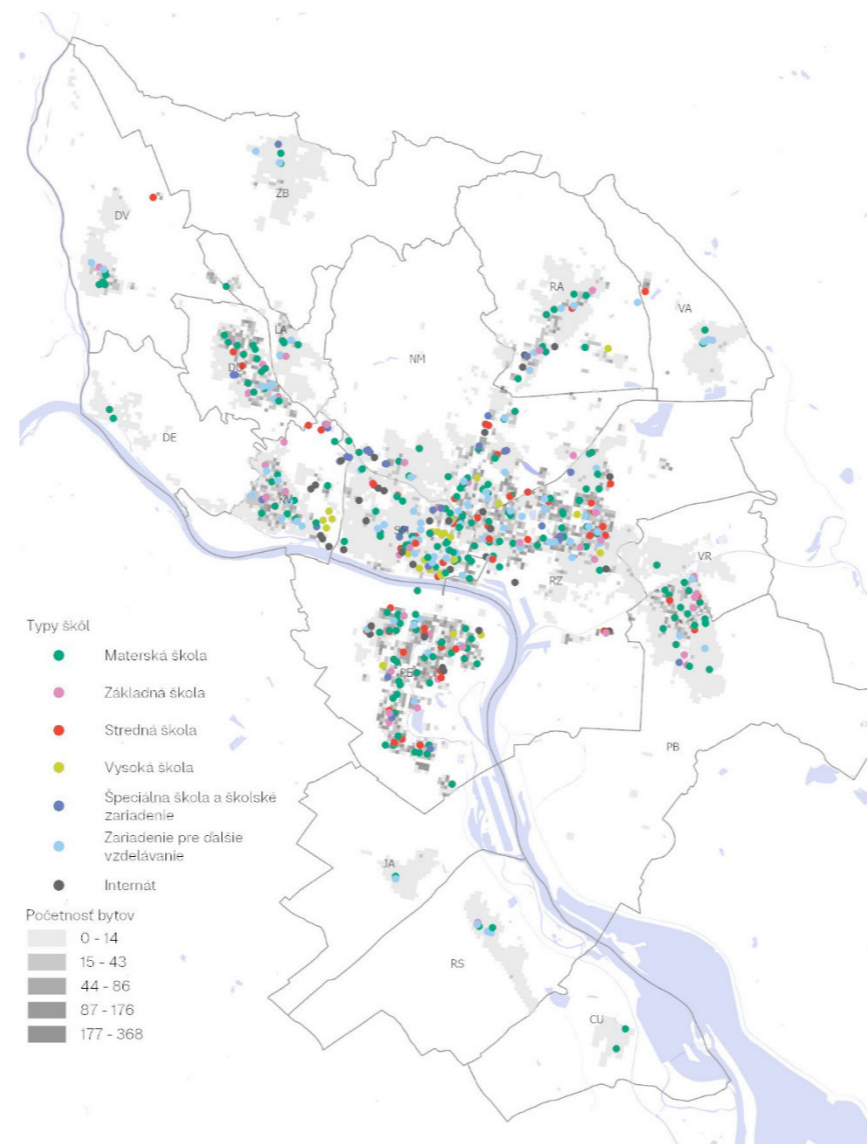 ZB
DV
RA
VA
LA
NM
DE
VR
RZ
Typy škôl
Materská škola
Základná škola
Stredná škola
Vysoká škola
Špeciálna škola a školské
zariadenie
Zariadenie pre ďalšie
vzdelávanie
Internát
Početnosť bytov
0 - 14
15 - 43
44 - 86
87 - 176
177 - 368
PB
JA
RS
CU